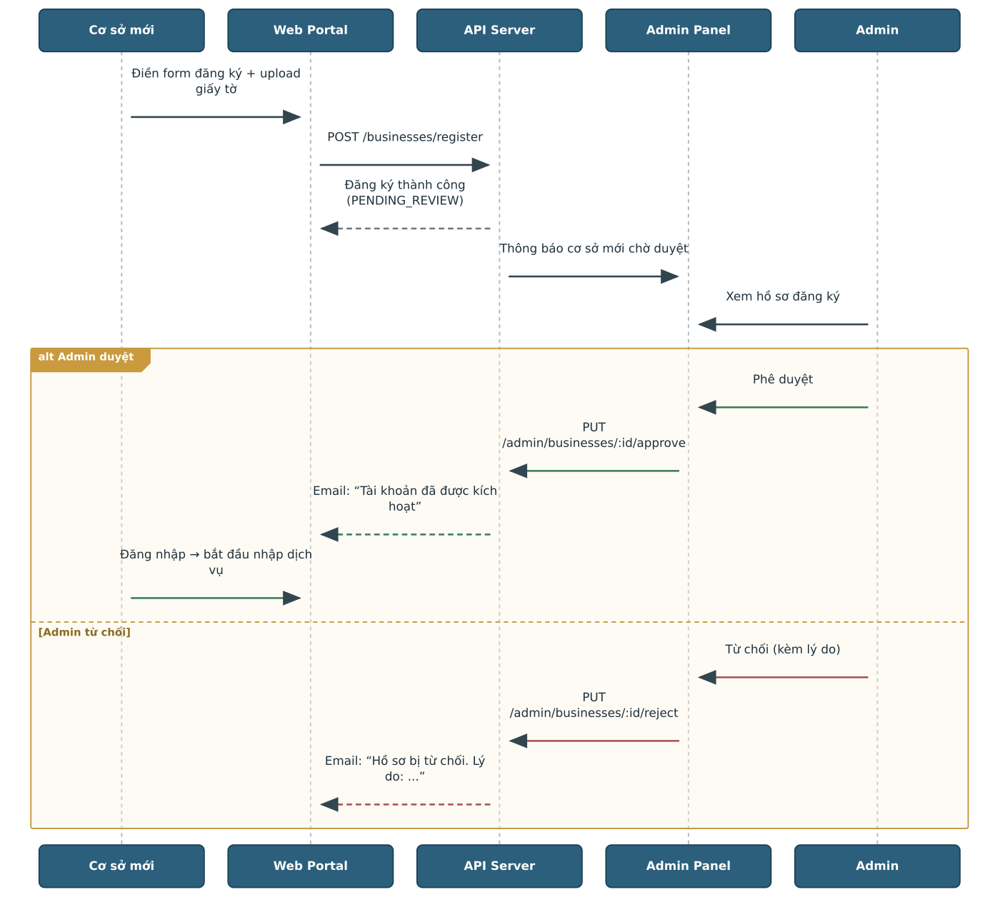 Cơ sở mới
Web Portal
API Server
Admin Panel
Admin
Điền form đăng ký + upload
giấy tờ
POST /businesses/register
Đăng ký thành công
(PENDING_REVIEW)
Thông báo cơ sở mới chờ duyệt
Xem hồ sơ đăng ký
alt Admin duyệt
Phê duyệt
PUT
/admin/businesses/:id/approve
Email: “Tài khoản đã được kích
hoạt”
Đăng nhập → bắt đầu nhập dịch
vụ
[Admin từ chối]
Từ chối (kèm lý do)
PUT
/admin/businesses/:id/reject
Email: “Hồ sơ bị từ chối. Lý
do: ...”
Cơ sở mới
Web Portal
API Server
Admin Panel
Admin